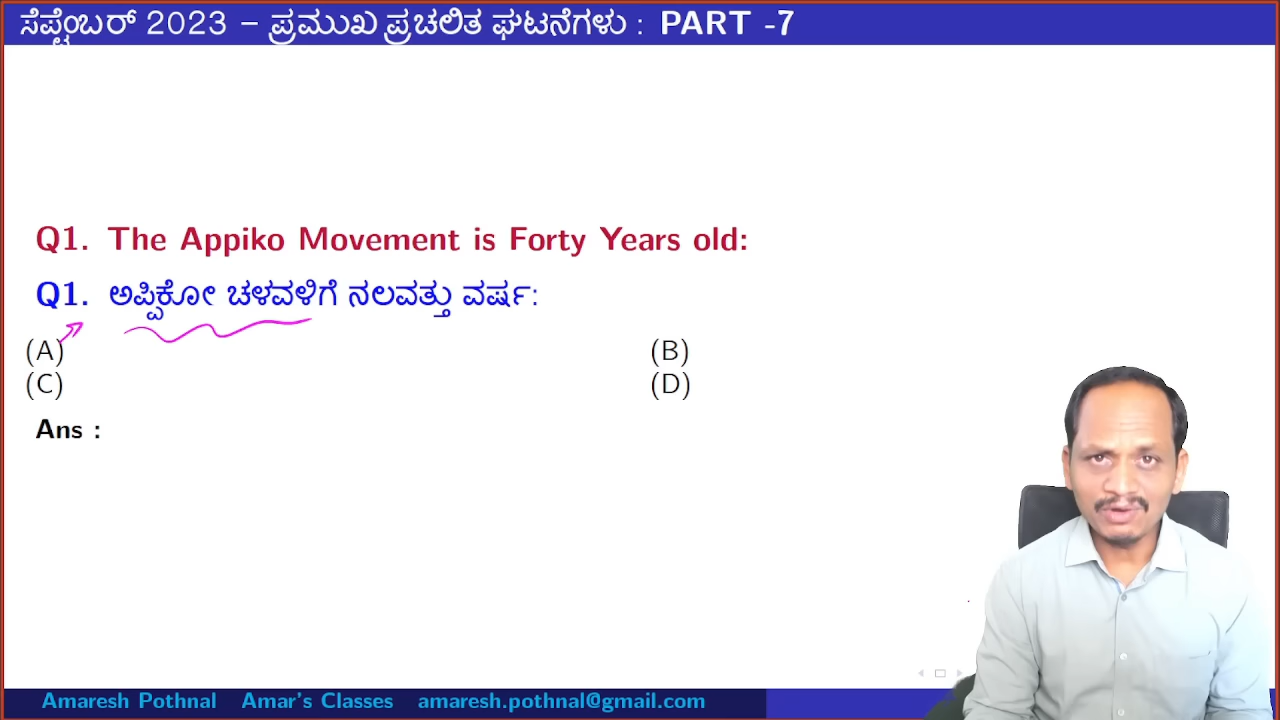 ಸೆಪ್ಟೆಂಬರ್ 2023 – ಪ್ರಮುಖ ಪ್ರಚಲಿತ ಘಟನೆಗಳು : PART -7
Q1. The Appiko Movement is Forty Years old:
Q1. ಅಪ್ಪಿಕೋ ಚಳವಳಿಗೆ ನಲವತ್ತು ವರ್ಷ:
(A) (B)
(C) (D)
Ans :
Amaresh Pothnal Amar's Classes amaresh.pothnal@gmail.com